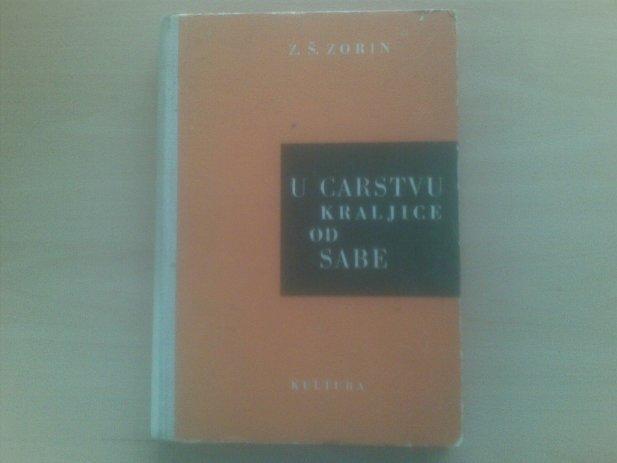 Z. Š. ZORIN
U CARSTVU
KRALJICE
OD
SABE
KULTURA